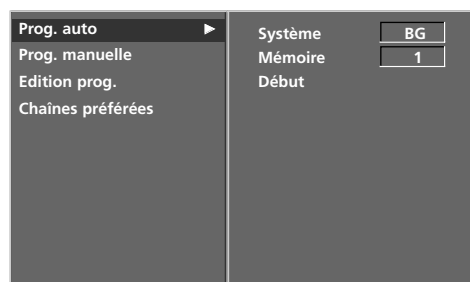 Prog. auto
Prog. manuelle
Edition prog.
Chaînes préférées
Système BG
Mémoire 1
Début